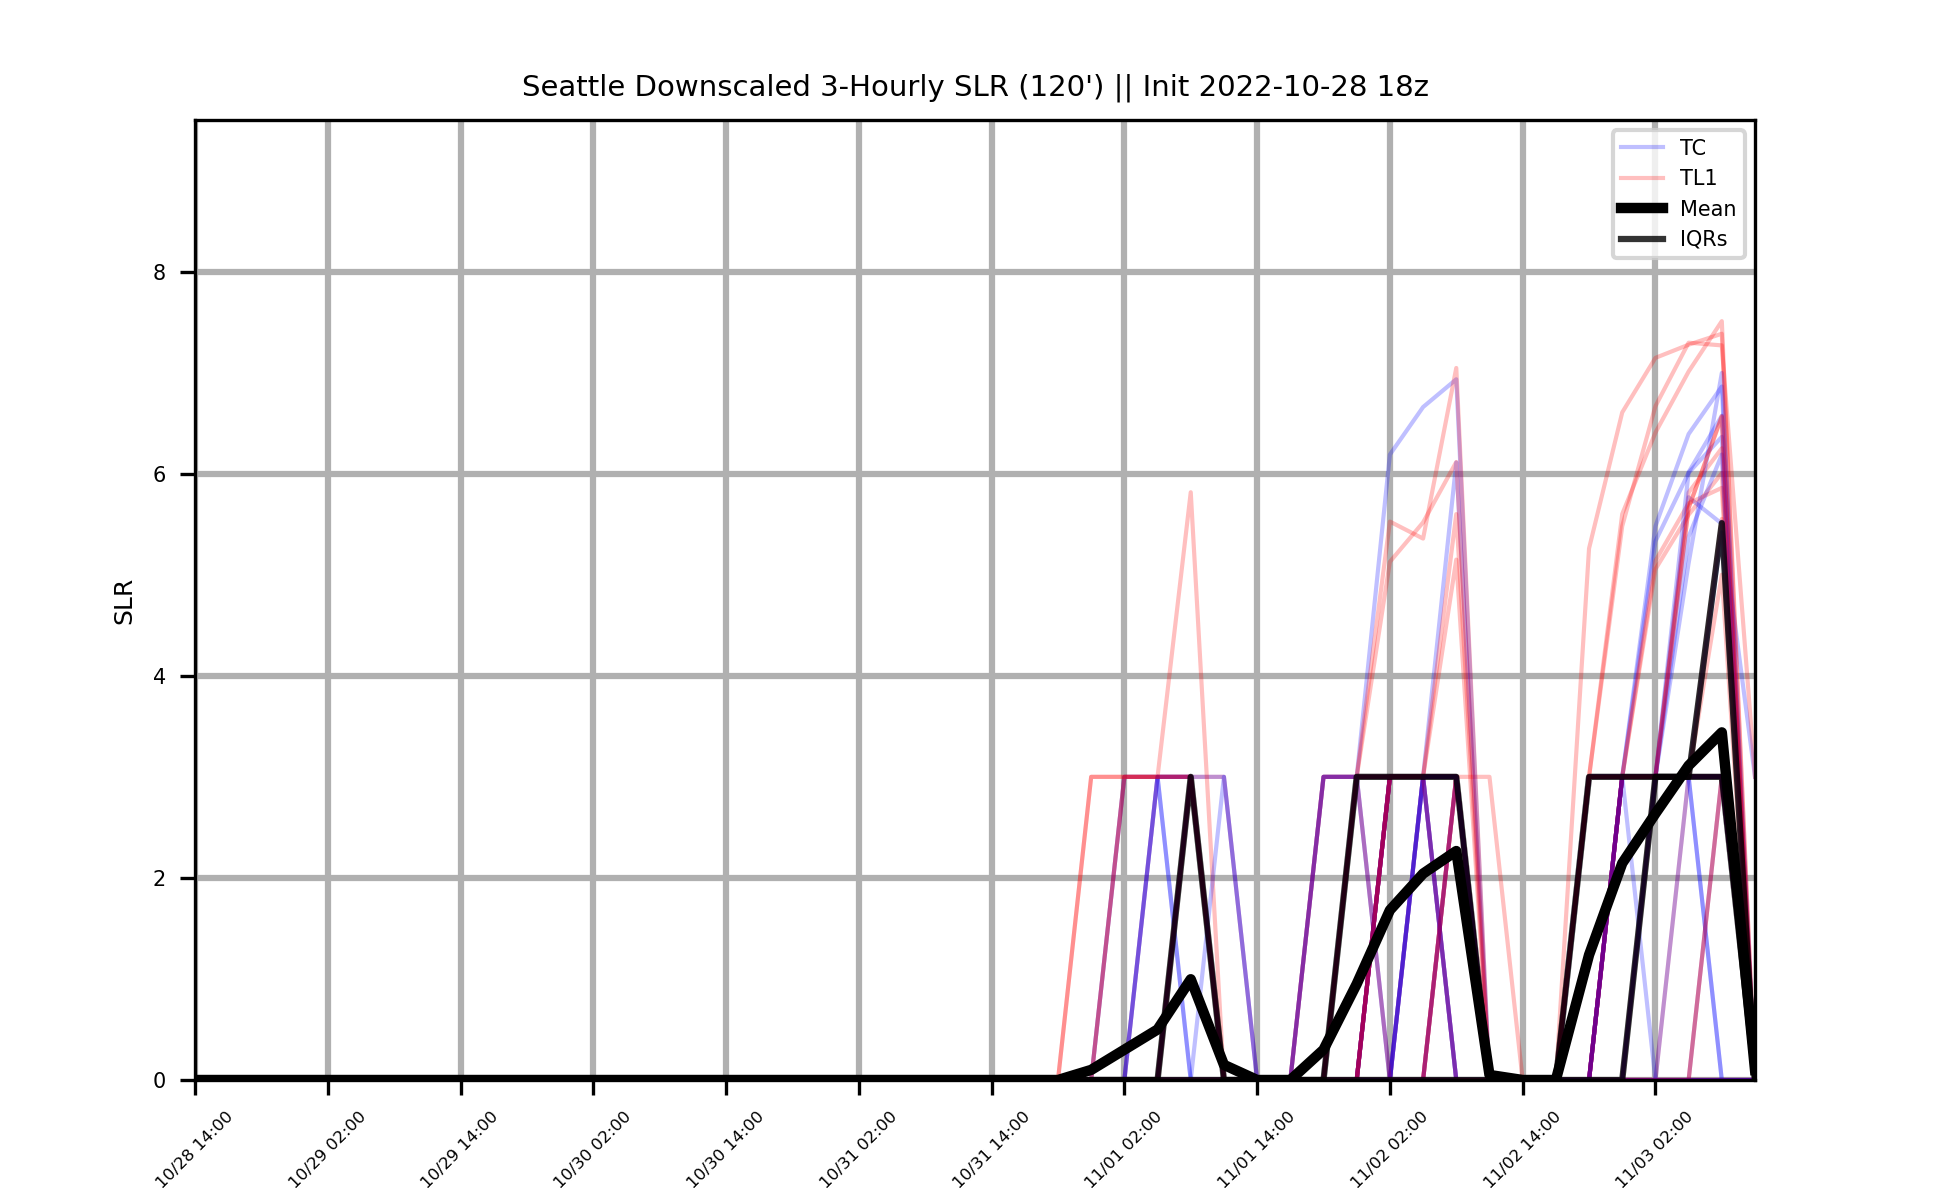 Seattle Downscaled 3-Hourly SLR (120') || Init 2022-10-28 18z
TC
TL1
Mean
IQRs
SLR
8
6
4
2
0
10/28 14:00
10/29 02:00
10/29 14:00
10/30 02:00
10/30 14:00
10/31 02:00
10/31 14:00
11/01 02:00
11/01 14:00
11/02 02:00
11/02 14:00
11/03 02:00